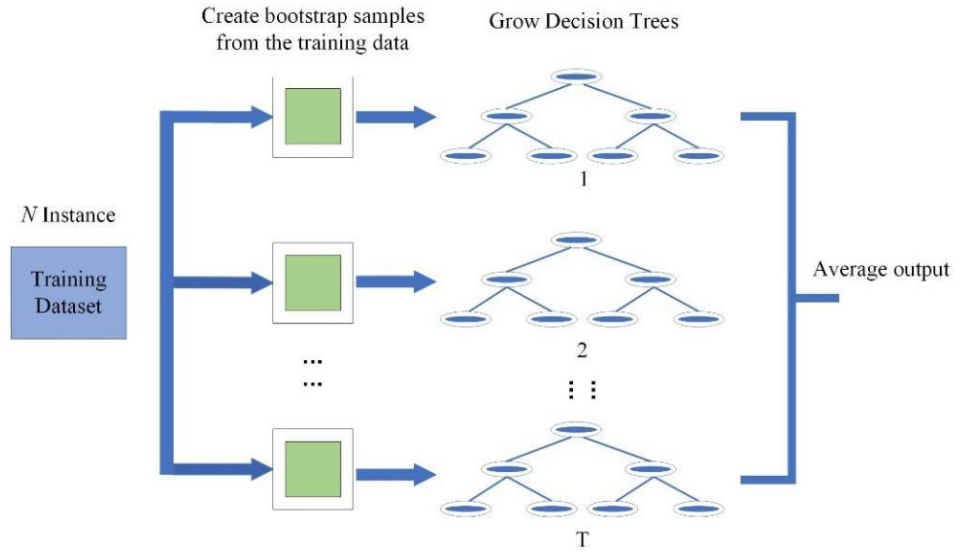 Create bootstrap samples
from the training data
Grow Decision Trees
1
N Instance
Training
Dataset
2
...
...
Average output
T